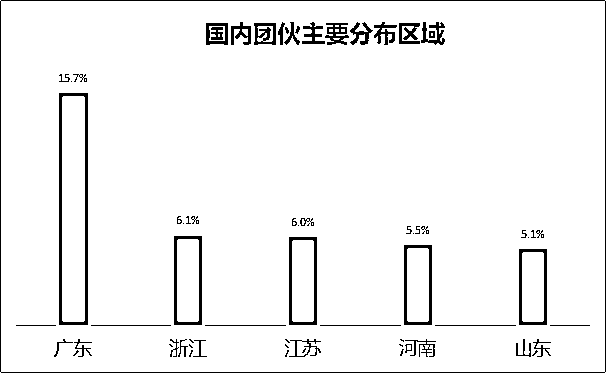 国内团伙主要分布区域
15.7%
6.1%
6.0%
5.5%
5.1%
广东
浙江
江苏
河南
山东